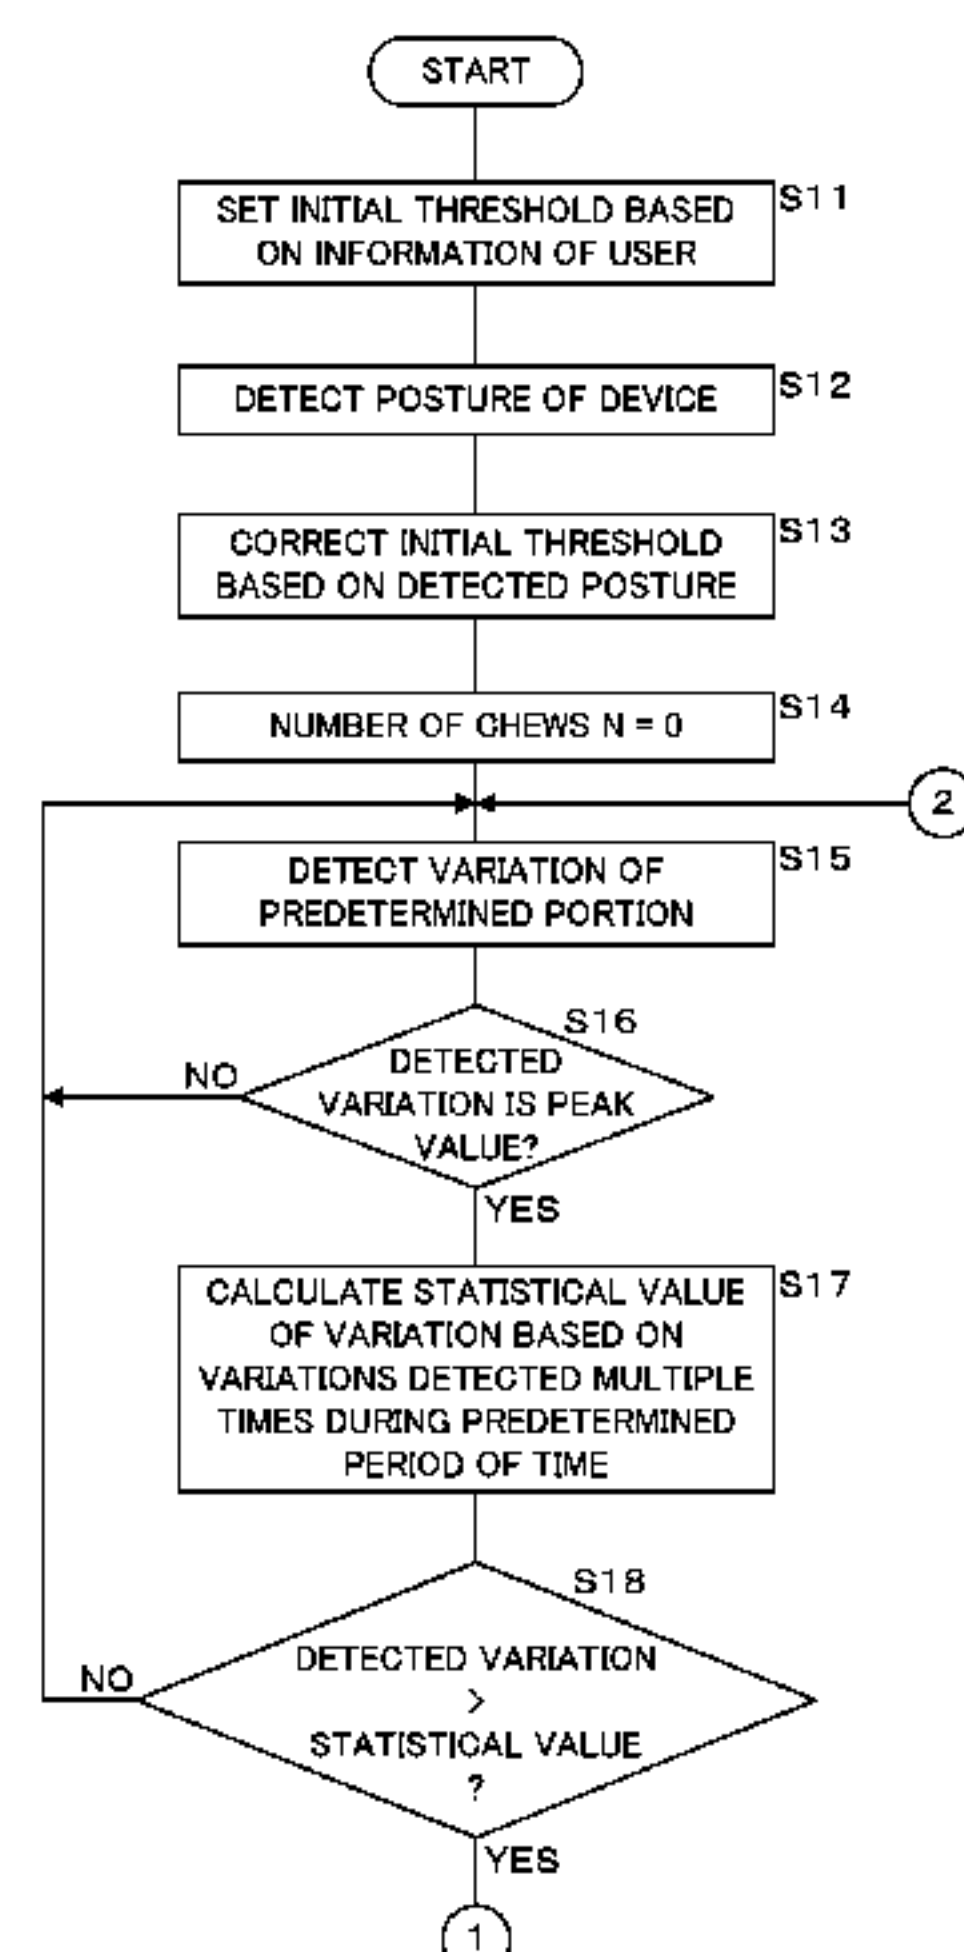 START
S11
SET INITIAL THRESHOLD BASED
ON INFORMATION OF USER
S12
DETECT POSTURE OF DEVICE
S13
CORRECT INITIAL THRESHOLD
BASED ON DETECTED POSTURE
S14
NUMBER OF CHEWS N = 0
2
S15
DETECT VARIATION OF
PREDETERMINED PORTION
S16
DETECTED
VARIATION IS PEAK
VALUE?
NO
YES
S17
CALCULATE STATISTICAL VALUE
OF VARIATION BASED ON
VARIATIONS DETECTED MULTIPLE
TIMES DURING PREDETERMINED
PERIOD OF TIME
S18
DETECTED VARIATION
>
STATISTICAL VALUE
?
NO
YES
1